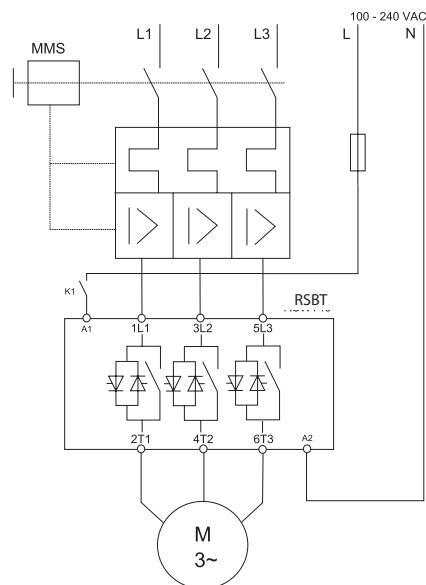 100 - 240 VAC
MMS
L1 L2 L3 L N
K1
RSBT
A1 1L1 3L2 5L3
2T1 4T2 6T3 A2
M
3~